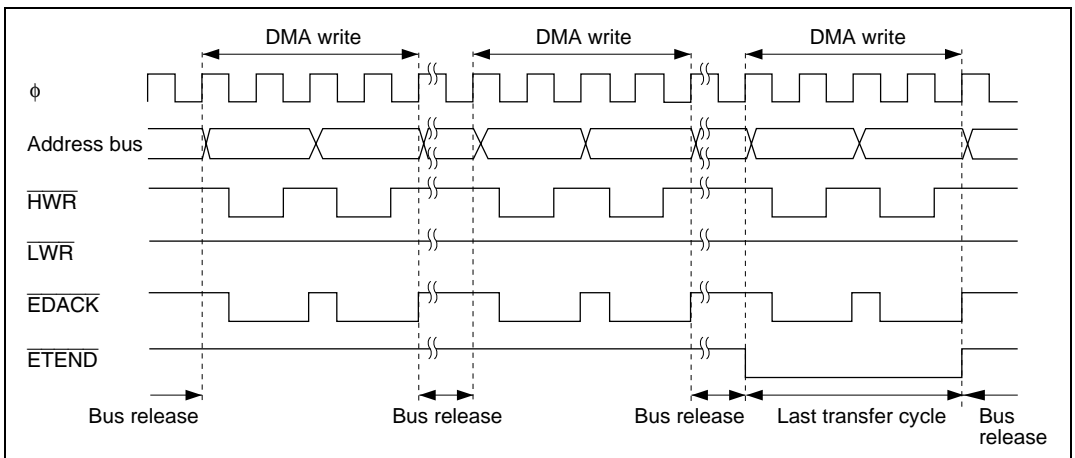 DMA write DMA write DMA write
ϕ
Address bus
HWR
LWR
EDACK
ETEND
Bus release Bus release Bus release Last transfer cycle Bus
release